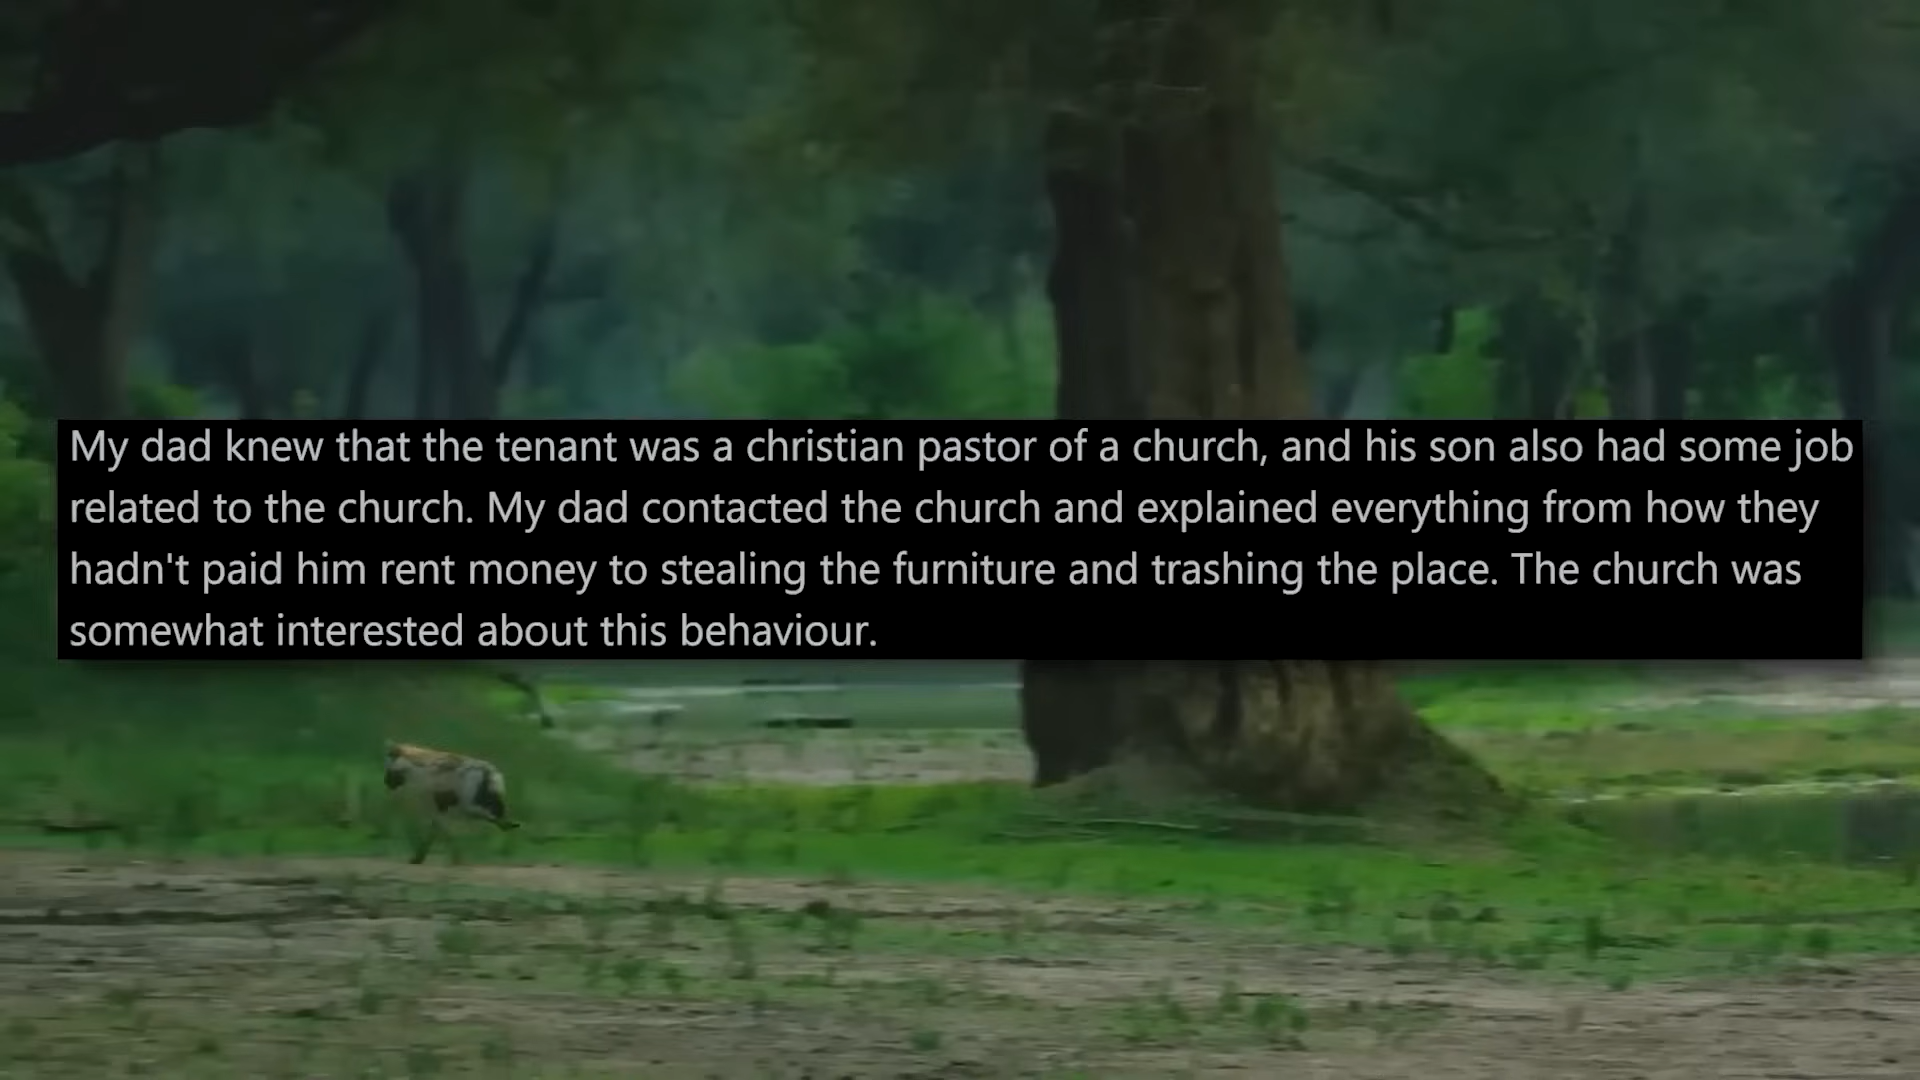 My dad knew that the tenant was a christian pastor of a church, and his son also had some job
related to the church. My dad contacted the church and explained everything from how they
hadn't paid him rent money to stealing the furniture and trashing the place. The church was
somewhat interested about this behaviour.